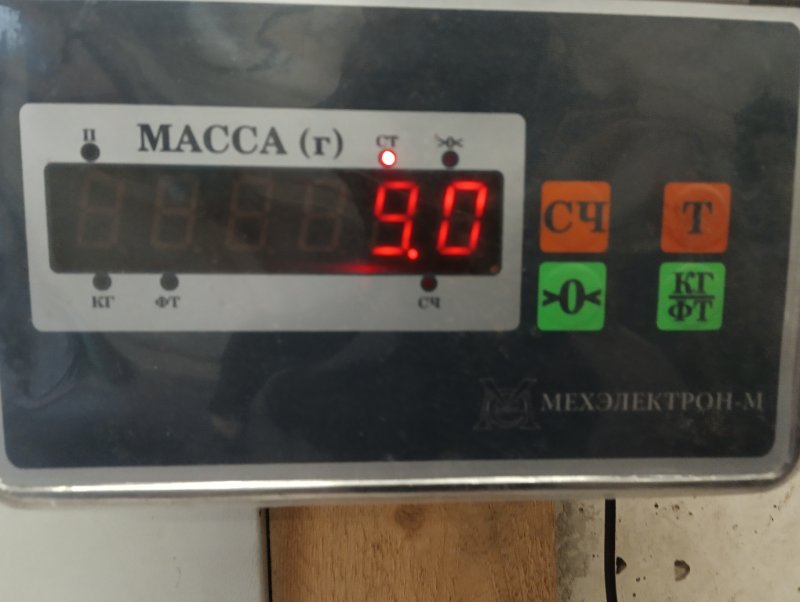 П МАССА (г) СТ >0<
9.0
КГ ФТ СЧ
СЧ Т
>0< КГ/ФТ
МЕХЭЛЕКТРОН-М